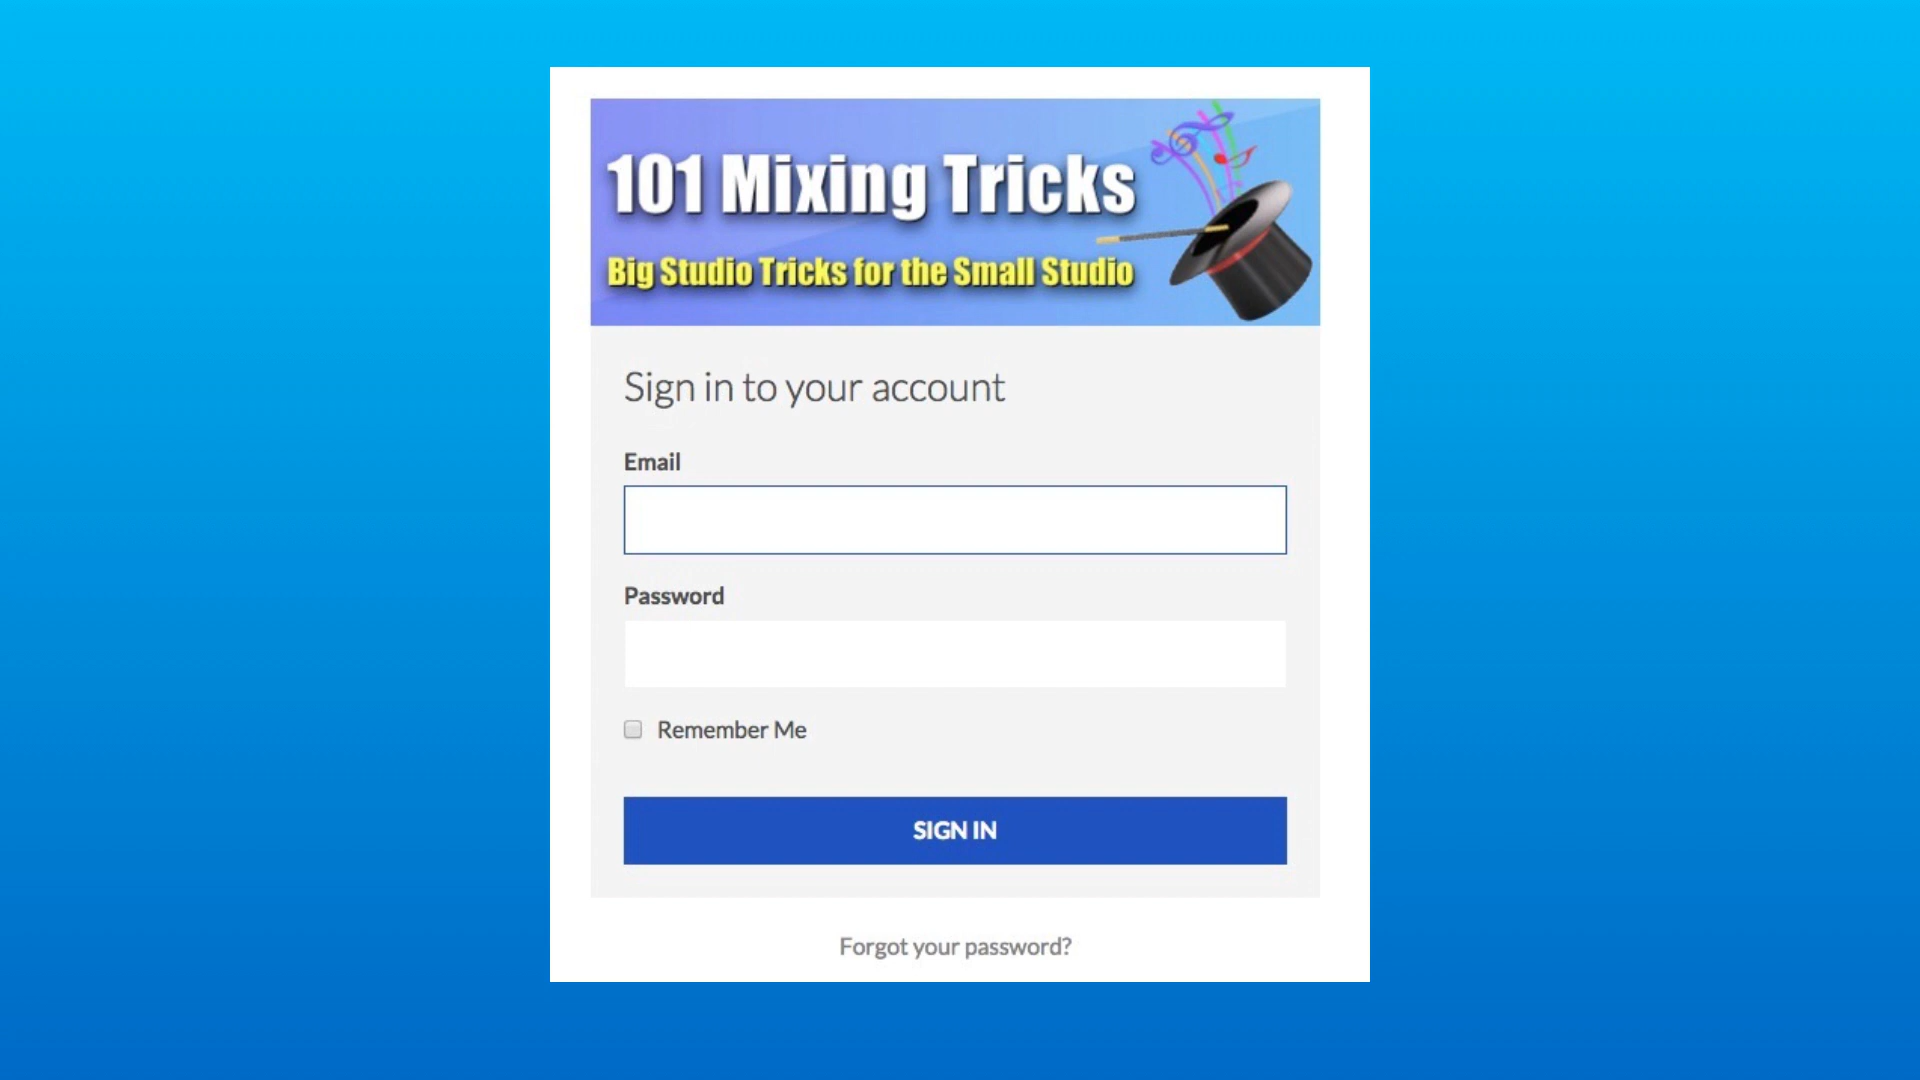 101 Mixing Tricks
Big Studio Tricks for the Small Studio
Sign in to your account
Email
Password
Remember Me
SIGN IN
Forgot your password?